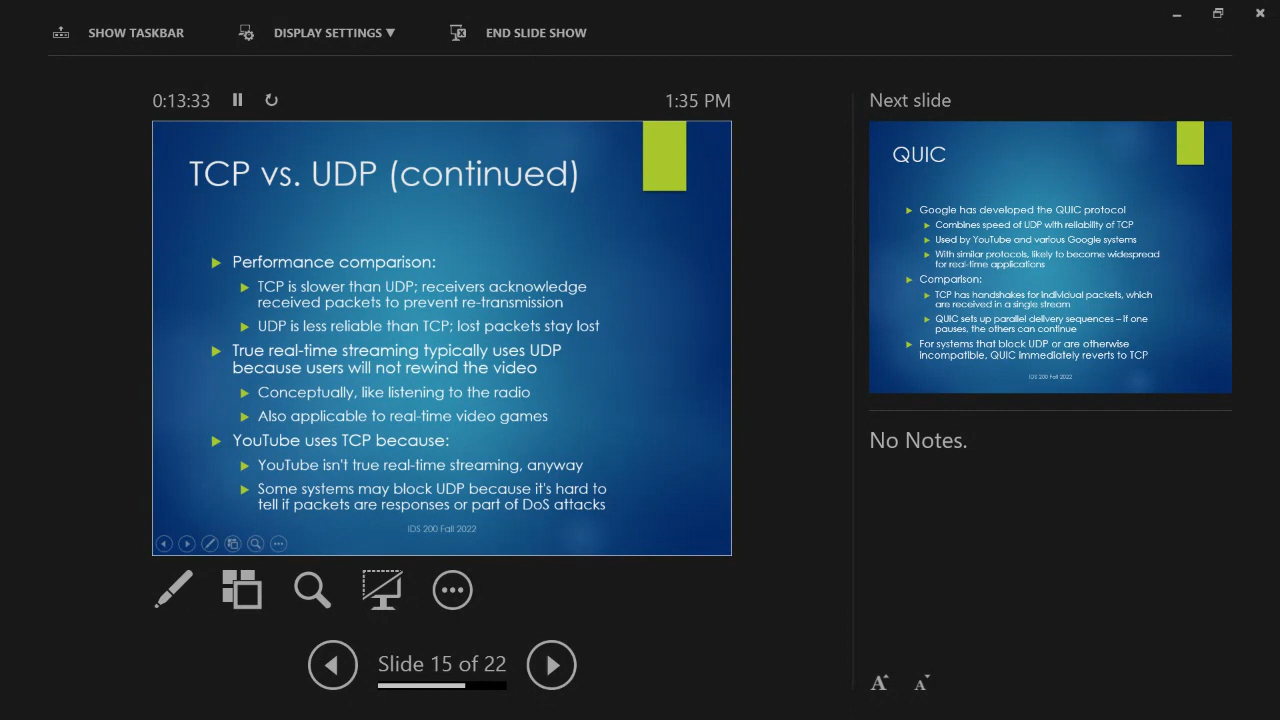 SHOW TASKBAR
DISPLAY SETTINGS ▼
END SLIDE SHOW
0:13:33
1:35 PM
TCP vs. UDP (continued)
Performance comparison:
TCP is slower than UDP; receivers acknowledge
received packets to prevent re-transmission
UDP is less reliable than TCP; lost packets stay lost
True real-time streaming typically uses UDP
because users will not rewind the video
Conceptually, like listening to the radio
Also applicable to real-time video games
YouTube uses TCP because:
YouTube isn't true real-time streaming, anyway
Some systems may block UDP because it's hard to
tell if packets are responses or part of DoS attacks
IDS 200 Fall 2022
Slide 15 of 22
Next slide
QUIC
Google has developed the QUIC protocol
Combines speed of UDP with reliability of TCP
Used by YouTube and various Google systems
With similar protocols, likely to become widespread
for real-time applications
Comparison:
TCP has handshakes for individual packets, which
are received in a single stream
QUIC sets up parallel delivery sequences – if one
pauses, the others can continue
For systems that block UDP or are otherwise
incompatible, QUIC immediately reverts to TCP
IDS 200 Fall 2022
No Notes.
A A